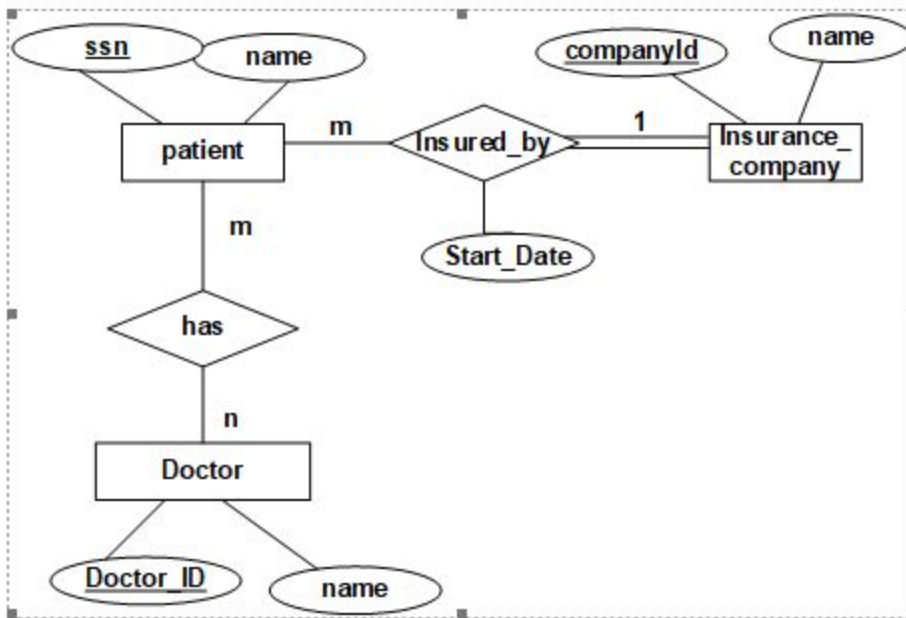 ssn
name
companyId
name
patient
m
Insured_by
1
Insurance_
company
m
Start_Date
has
n
Doctor
Doctor_ID
name